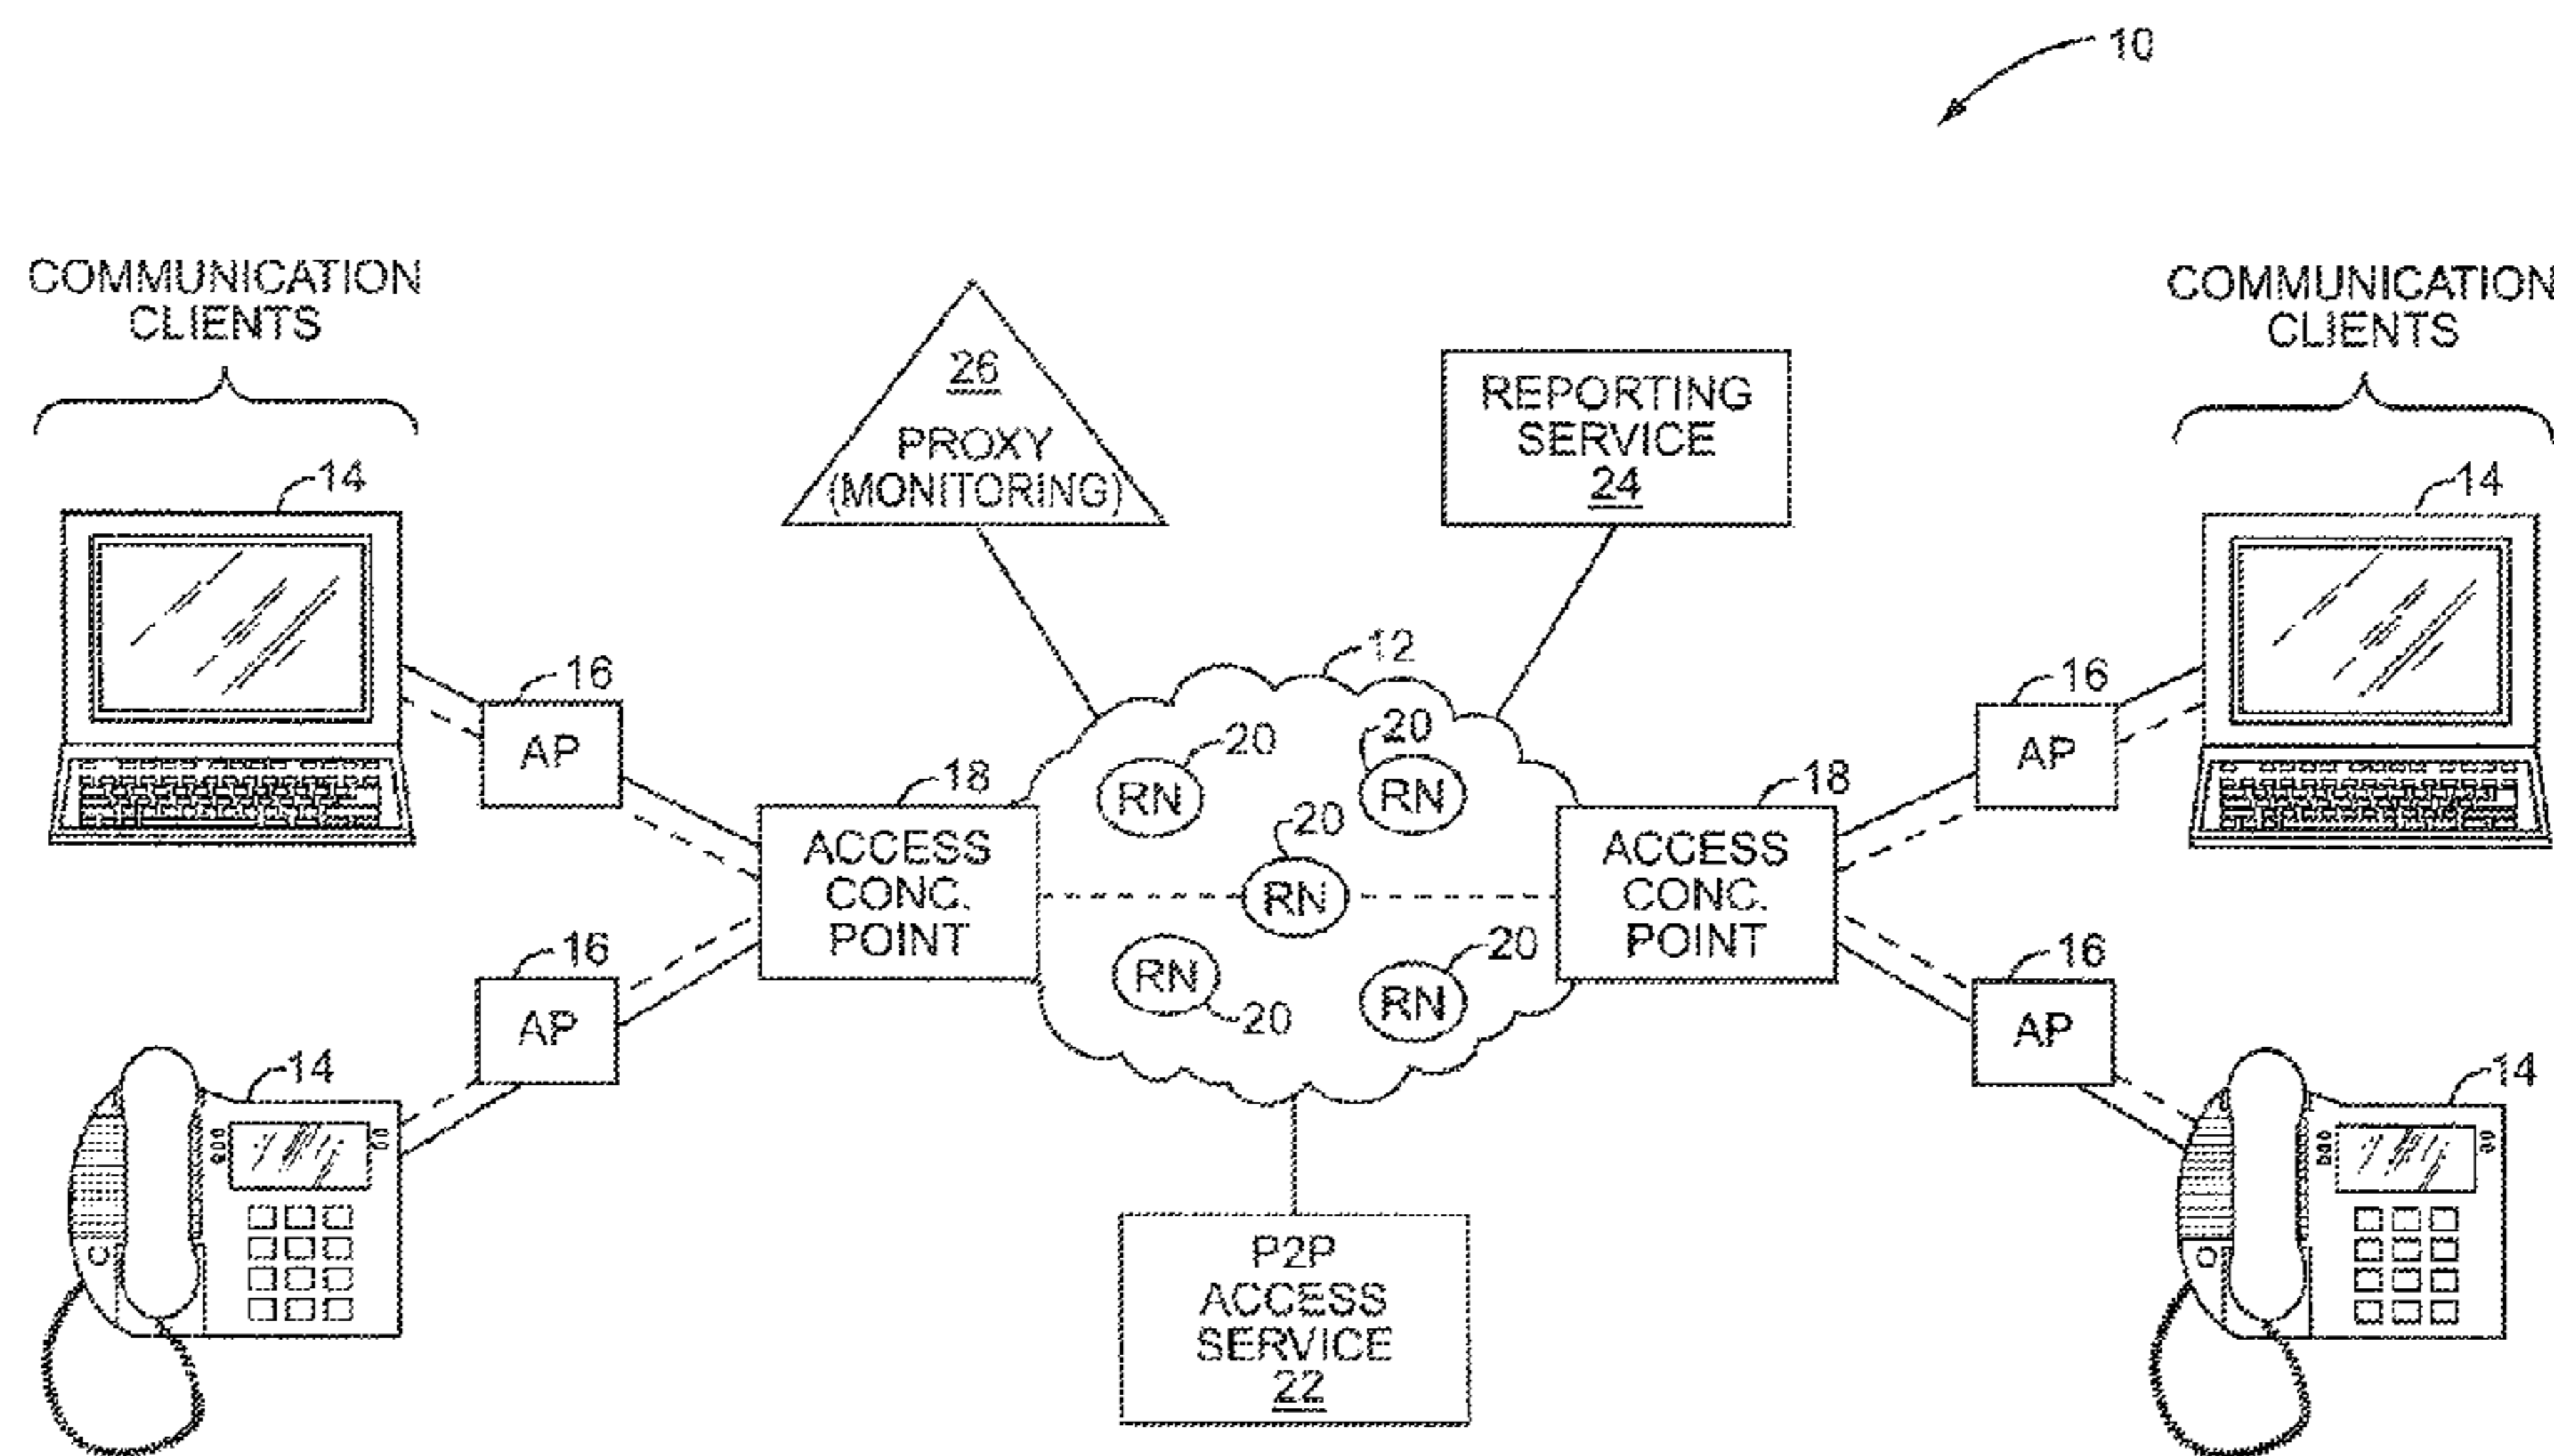 10
COMMUNICATION
CLIENTS
COMMUNICATION
CLIENTS
26
PROXY
(MONITORING)
REPORTING
SERVICE
24
14
14
12
16
16
AP
AP
20
20
RN
RN
18
18
ACCESS
CONC.
POINT
ACCESS
CONC.
POINT
20
RN
16
16
AP
AP
RN
20
20
RN
14
14
P2P
ACCESS
SERVICE
22